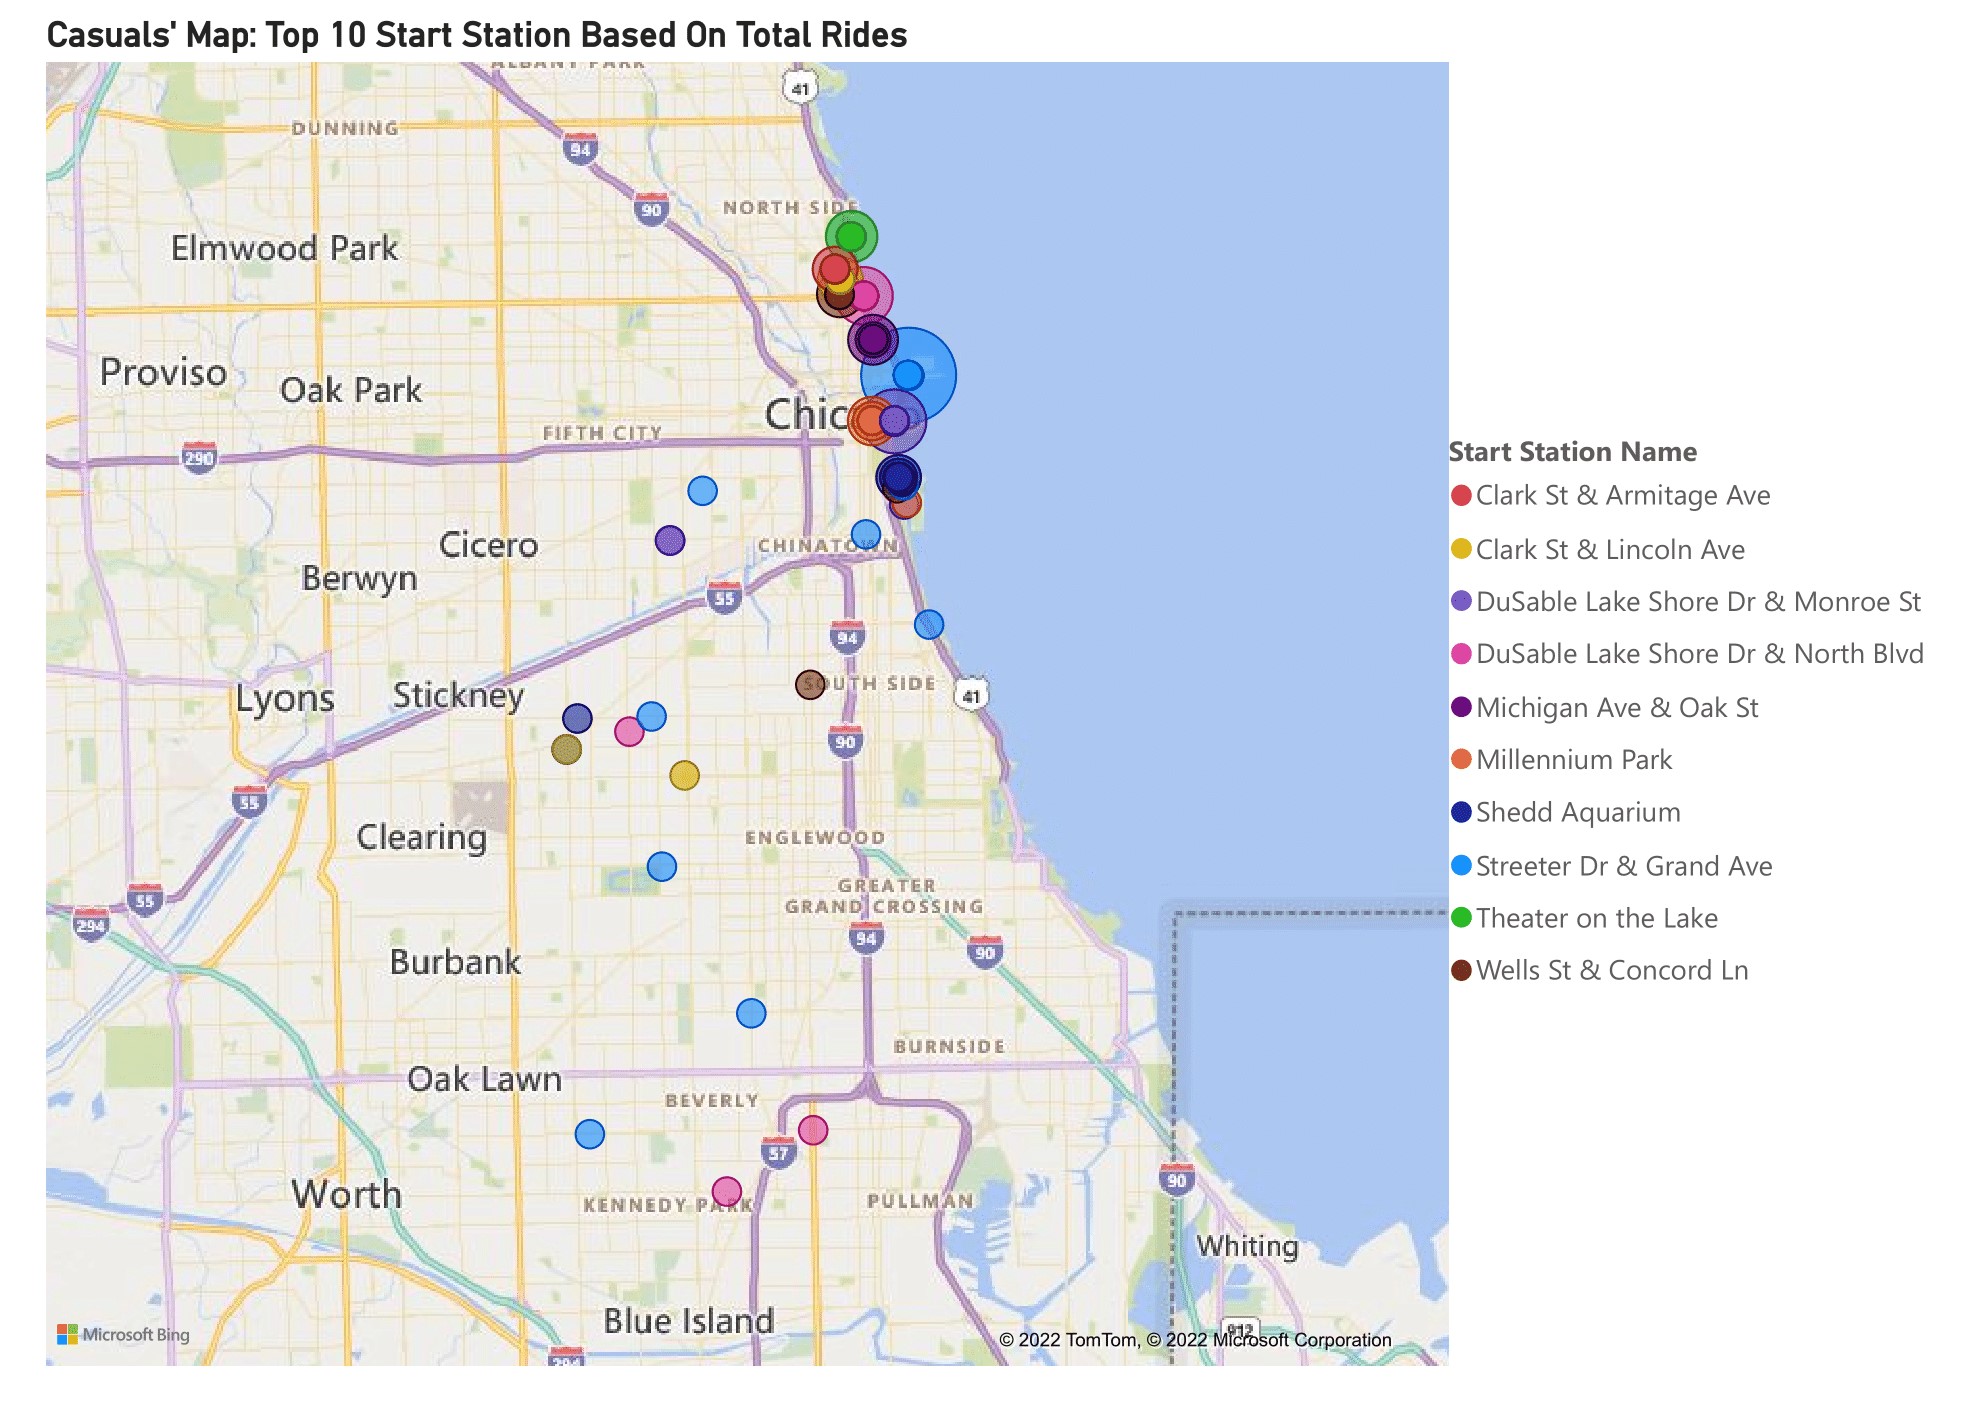 Casuals' Map: Top 10 Start Station Based On Total Rides
ALBANY PARK
41
DUNNING
94
90
NORTH SIDE
Elmwood Park
Proviso
Oak Park
Chic
FIFTH CITY
290
Start Station Name
Clark St & Armitage Ave
Clark St & Lincoln Ave
DuSable Lake Shore Dr & Monroe St
DuSable Lake Shore Dr & North Blvd
Michigan Ave & Oak St
Millennium Park
Shedd Aquarium
Streeter Dr & Grand Ave
Theater on the Lake
Wells St & Concord Ln
Cicero
CHINATOWN
Berwyn
55
94
SOUTH SIDE
41
Lyons
Stickney
90
55
Clearing
ENGLEWOOD
GREATER
GRAND CROSSING
55
294
94
90
Burbank
BURNSIDE
Oak Lawn
BEVERLY
57
90
Worth
KENNEDY PARK
PULLMAN
Whiting
Blue Island
912
Microsoft Bing
© 2022 TomTom, © 2022 Microsoft Corporation
294